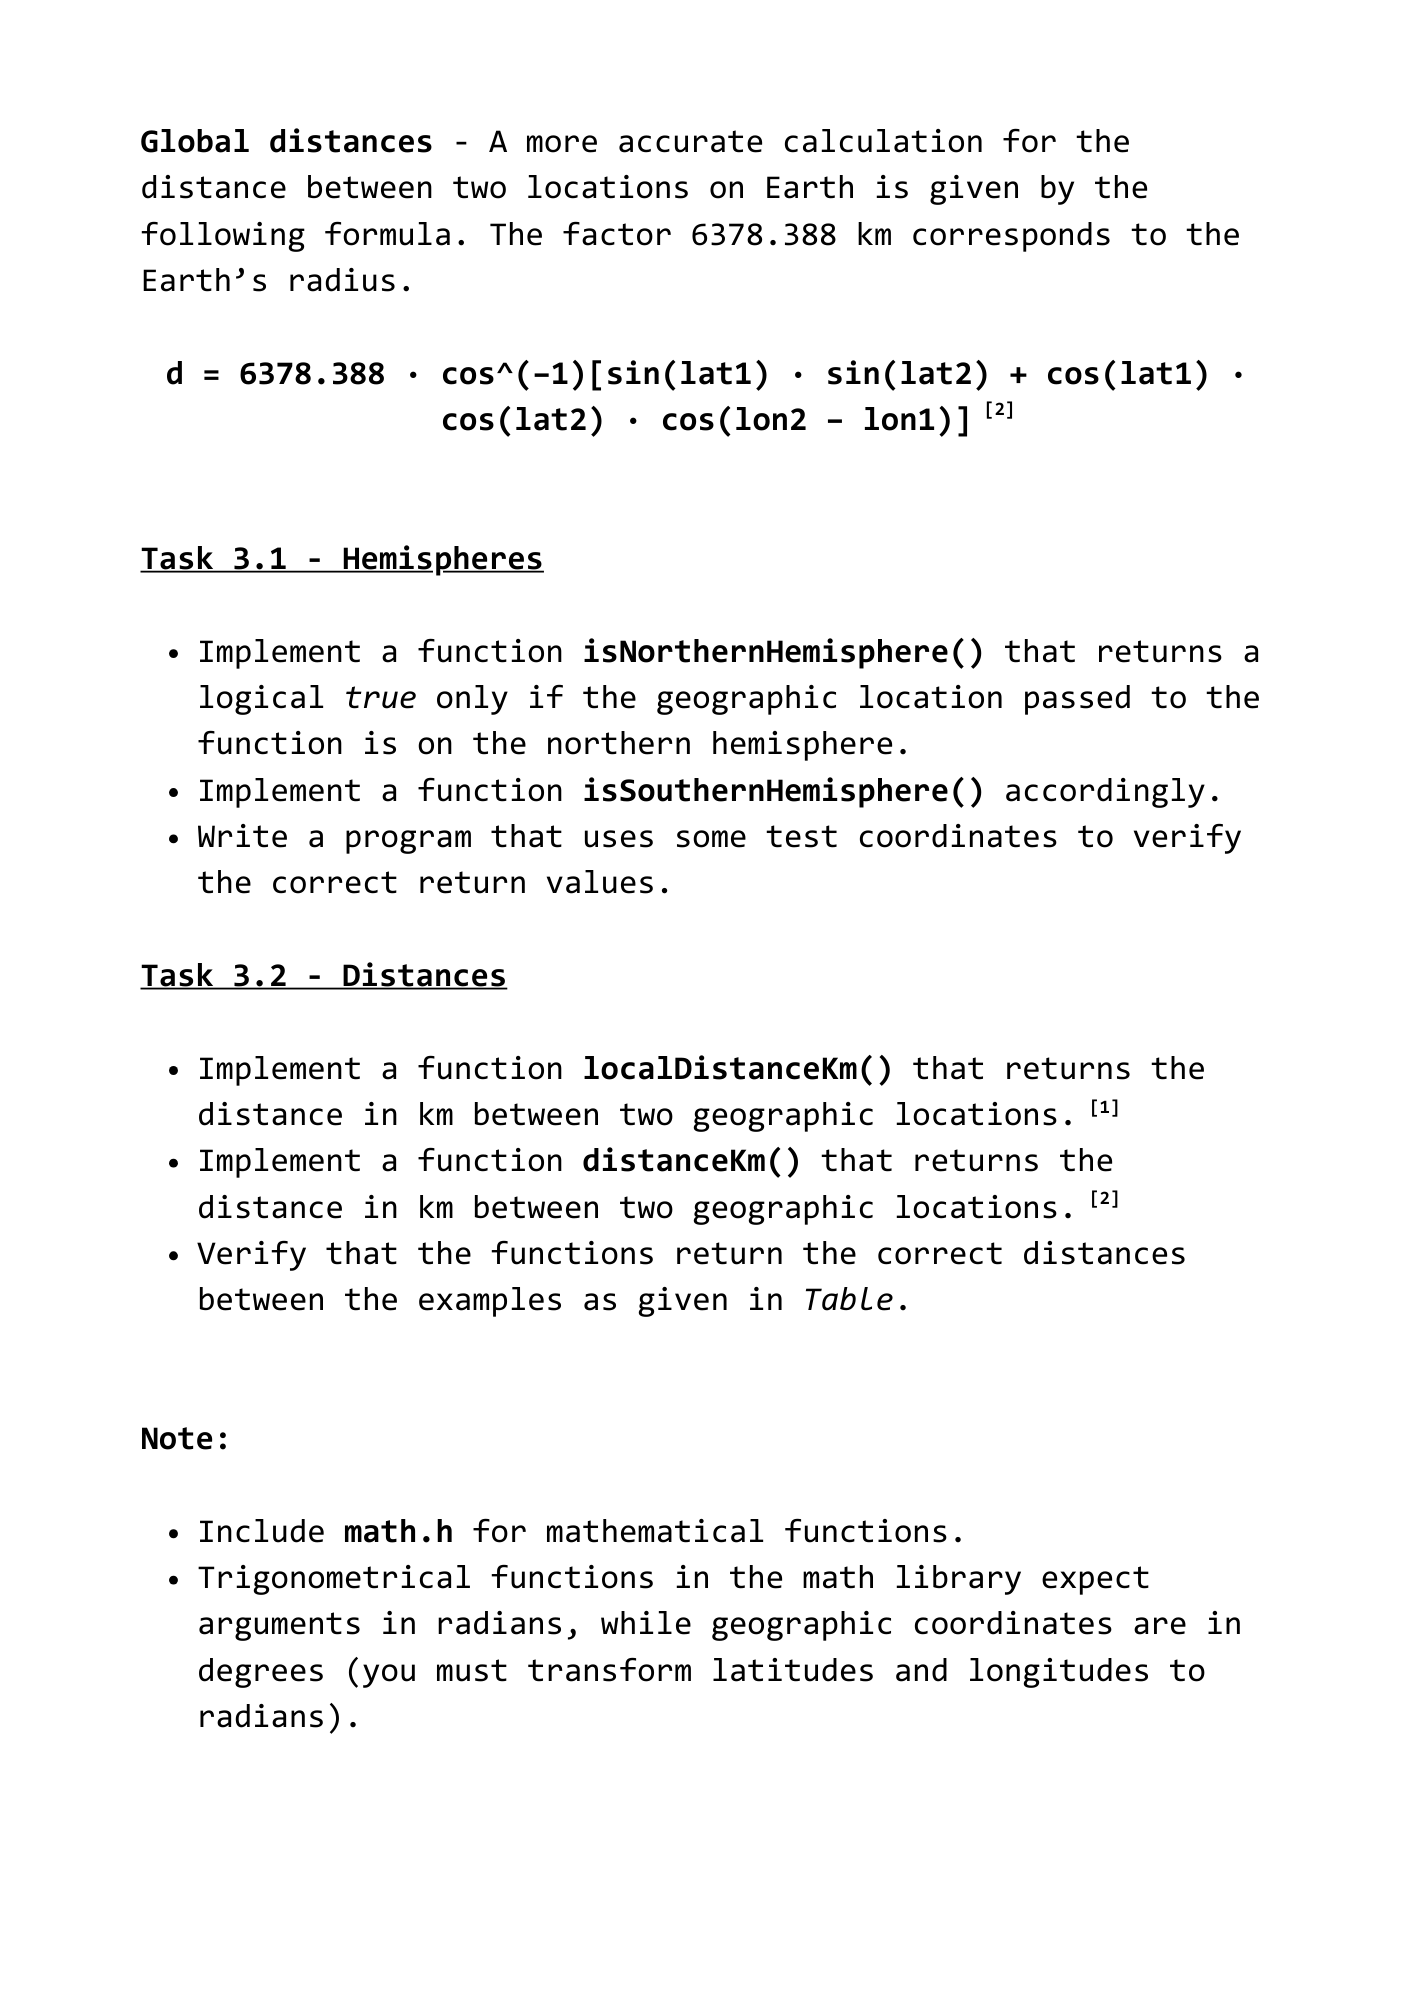 Global distances - A more accurate calculation for the
distance between two locations on Earth is given by the
following formula. The factor 6378.388 km corresponds to the
Earth’s radius.
d = 6378.388 · cos^(–1)[sin(lat1) · sin(lat2) + cos(lat1) ·
cos(lat2) · cos(lon2 – lon1)] [2]
Task 3.1 - Hemispheres
• Implement a function isNorthernHemisphere() that returns a
logical true only if the geographic location passed to the
function is on the northern hemisphere.
• Implement a function isSouthernHemisphere() accordingly.
• Write a program that uses some test coordinates to verify
the correct return values.
Task 3.2 - Distances
• Implement a function localDistanceKm() that returns the
distance in km between two geographic locations. [1]
• Implement a function distanceKm() that returns the
distance in km between two geographic locations. [2]
• Verify that the functions return the correct distances
between the examples as given in Table.
Note:
• Include math.h for mathematical functions.
• Trigonometrical functions in the math library expect
arguments in radians, while geographic coordinates are in
degrees (you must transform latitudes and longitudes to
radians).